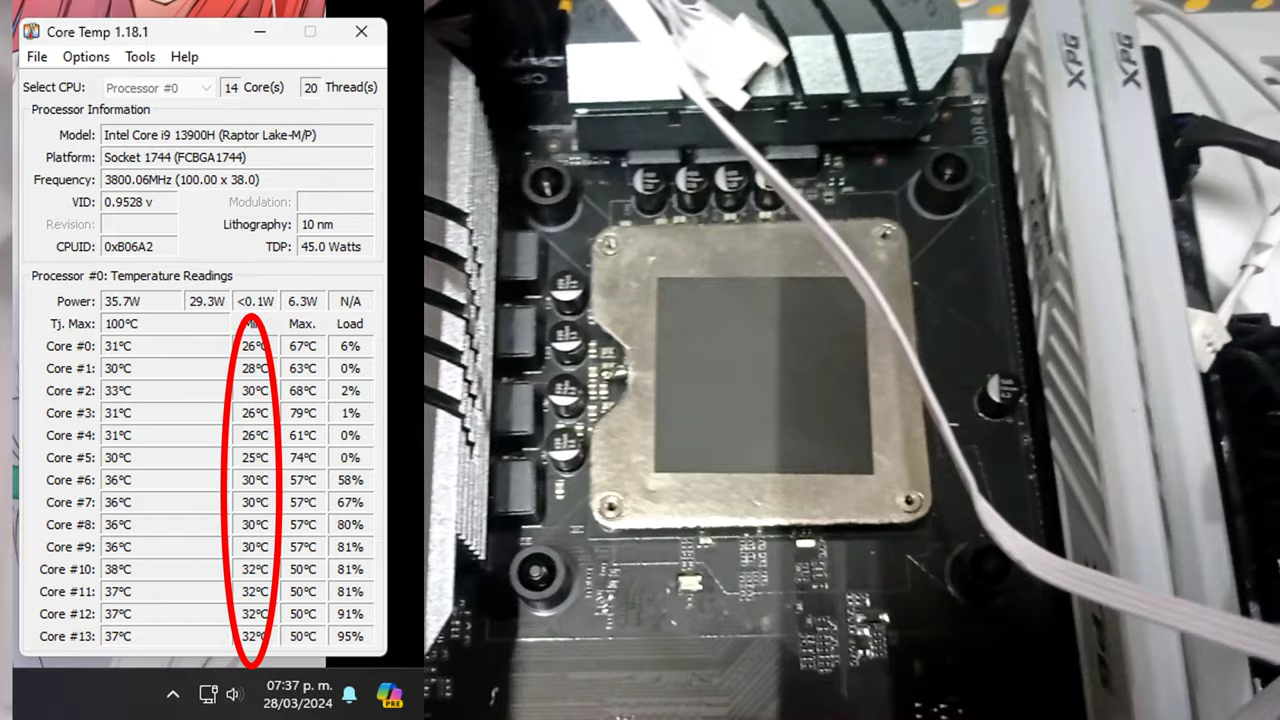 Core Temp 1.18.1
File Options Tools Help
Select CPU: Processor #0 14 Core(s) 20 Thread(s)
Processor Information
Model: Intel Core i9 13900H (Raptor Lake-M/P)
Platform: Socket 1744 (FCBGA1744)
Frequency: 3800.06MHz (100.00 x 38.0)
VID: 0.9528 v Modulation:
Revision: Lithography: 10 nm
CPUID: 0xB06A2 TDP: 45.0 Watts
Processor #0: Temperature Readings
Power: 35.7W 29.3W <0.1W 6.3W N/A
Tj. Max: 100°C Min. Max. Load
Core #0: 31°C 26°C 67°C 6%
Core #1: 30°C 28°C 63°C 0%
Core #2: 33°C 30°C 68°C 2%
Core #3: 31°C 26°C 79°C 1%
Core #4: 31°C 26°C 61°C 0%
Core #5: 30°C 25°C 74°C 0%
Core #6: 36°C 30°C 57°C 58%
Core #7: 36°C 30°C 57°C 67%
Core #8: 36°C 30°C 57°C 80%
Core #9: 36°C 30°C 57°C 81%
Core #10: 38°C 32°C 50°C 81%
Core #11: 37°C 32°C 50°C 81%
Core #12: 37°C 32°C 50°C 91%
Core #13: 37°C 32°C 50°C 95%
07:37 p. m.
28/03/2024
PRE
DDR4
XPG
XPG